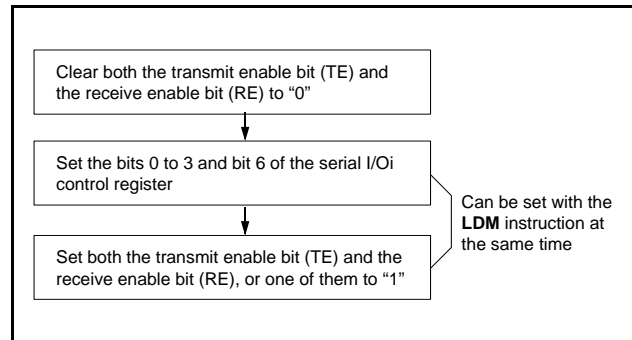 Clear both the transmit enable bit (TE) and
the receive enable bit (RE) to “0”
Set the bits 0 to 3 and bit 6 of the serial I/Oi
control register
Can be set with the
LDM instruction at
the same time
Set both the transmit enable bit (TE) and the
receive enable bit (RE), or one of them to “1”